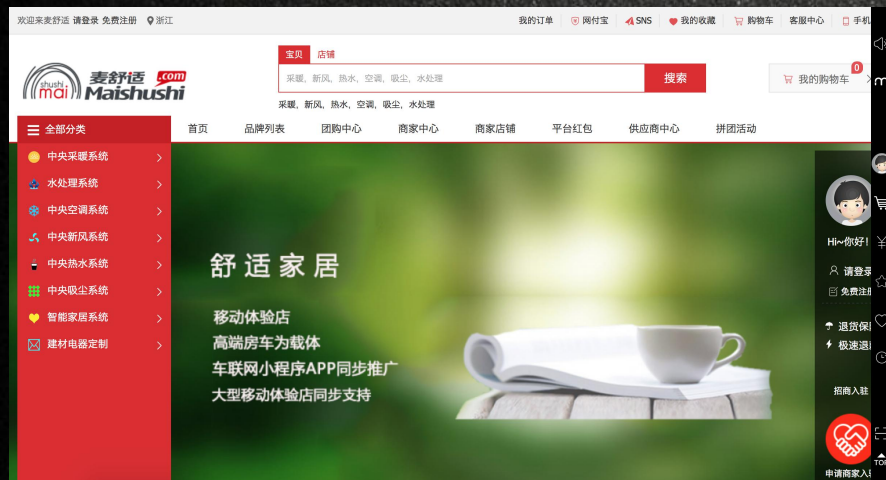 欢迎来麦舒适 请登录 免费注册 浙江
我的订单 网付宝 SNS 我的收藏 购物车 客服中心 手机
宝贝 店铺
shushi
mai
麦舒适 .com
Maishushi
采暖, 新风, 热水, 空调, 吸尘, 水处理
搜索
我的购物车 0
采暖, 新风, 热水, 空调, 吸尘, 水处理
全部分类
首页 品牌列表 团购中心 商家中心 商家店铺 平台红包 供应商中心 拼团活动
中央采暖系统
水处理系统
中央空调系统
中央新风系统
中央热水系统
中央吸尘系统
智能家居系统
建材电器定制
舒适家居
移动体验店
高端房车为载体
车联网小程序APP同步推广
大型移动体验店同步支持
Hi~你好!
请登录
免费注册
退货保
极速退
招商入驻
申请商家入驻
TOP